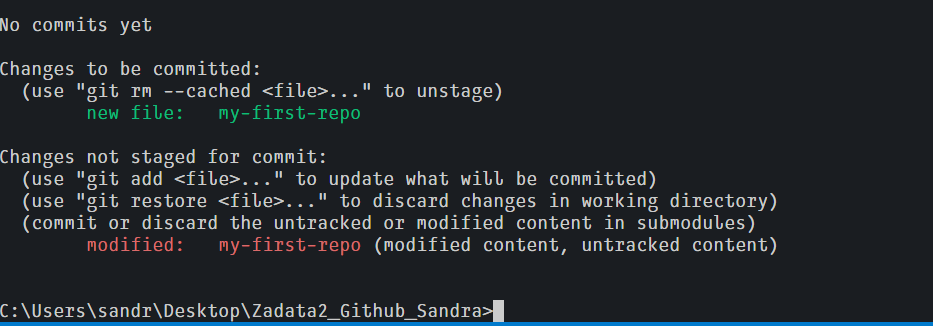 No commits yet
Changes to be committed:
(use "git rm --cached <file>..." to unstage)
new file: my-first-repo
Changes not staged for commit:
(use "git add <file>..." to update what will be committed)
(use "git restore <file>..." to discard changes in working directory)
(commit or discard the untracked or modified content in submodules)
modified: my-first-repo (modified content, untracked content)
C:\Users\sandr\Desktop\Zadata2_Github_Sandra>